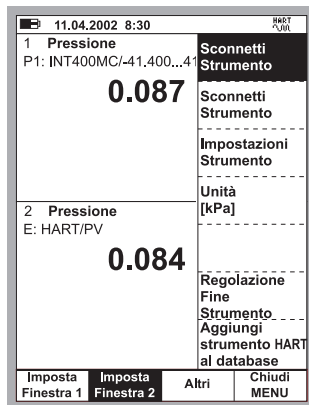 11.04.2002 8:30
HART
1 Pressione
P1: INT400MC/-41.400...41
0.087
2 Pressione
E: HART/PV
0.084
Sconnetti
Strumento
Sconnetti
Strumento
Impostazioni
Strumento
Unità
[kPa]
Regolazione
Fine
Strumento
Aggiungi
strumento HART
al database
Imposta
Finestra 1
Imposta
Finestra 2
Altri
Chiudi
MENU